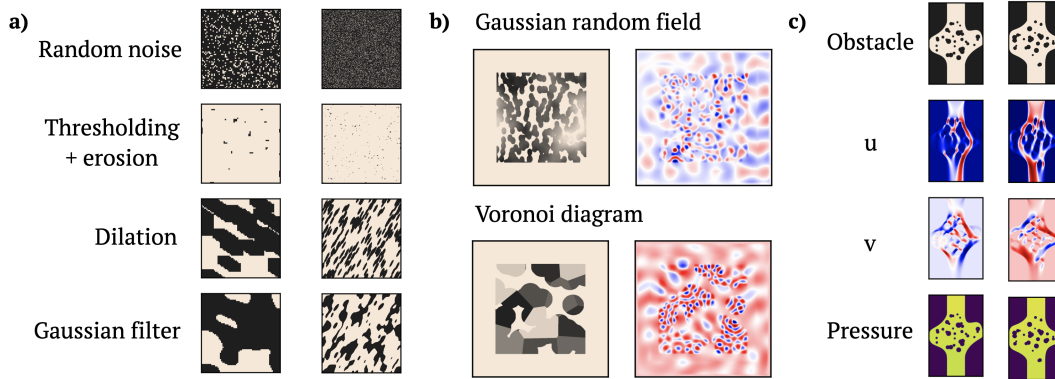 a)
Random noise
Thresholding
+ erosion
Dilation
Gaussian filter
b)
Gaussian random field
Voronoi diagram
c)
Obstacle
u
v
Pressure